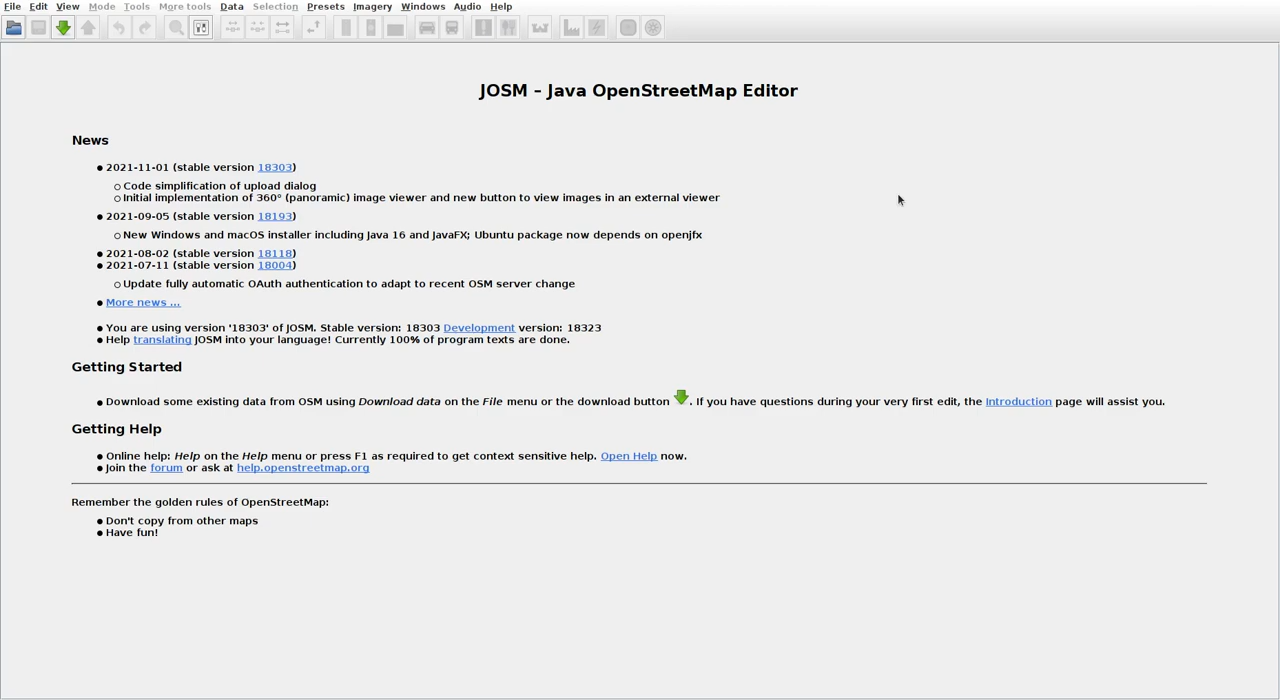 File Edit View Mode Tools More tools Data Selection Presets Imagery Windows Audio Help
JOSM – Java OpenStreetMap Editor
News
2021-11-01 (stable version 18303)
Code simplification of upload dialog
Initial implementation of 360° (panoramic) image viewer and new button to view images in an external viewer
2021-09-05 (stable version 18193)
New Windows and macOS installer including Java 16 and JavaFX; Ubuntu package now depends on openjfx
2021-08-02 (stable version 18118)
2021-07-11 (stable version 18004)
Update fully automatic OAuth authentication to adapt to recent OSM server change
More news ...
You are using version '18303' of JOSM. Stable version: 18303 Development version: 18323
Help translating JOSM into your language! Currently 100% of program texts are done.
Getting Started
Download some existing data from OSM using Download data on the File menu or the download button . If you have questions during your very first edit, the Introduction page will assist you.
Getting Help
Online help: Help on the Help menu or press F1 as required to get context sensitive help. Open Help now.
Join the forum or ask at help.openstreetmap.org
Remember the golden rules of OpenStreetMap:
Don't copy from other maps
Have fun!